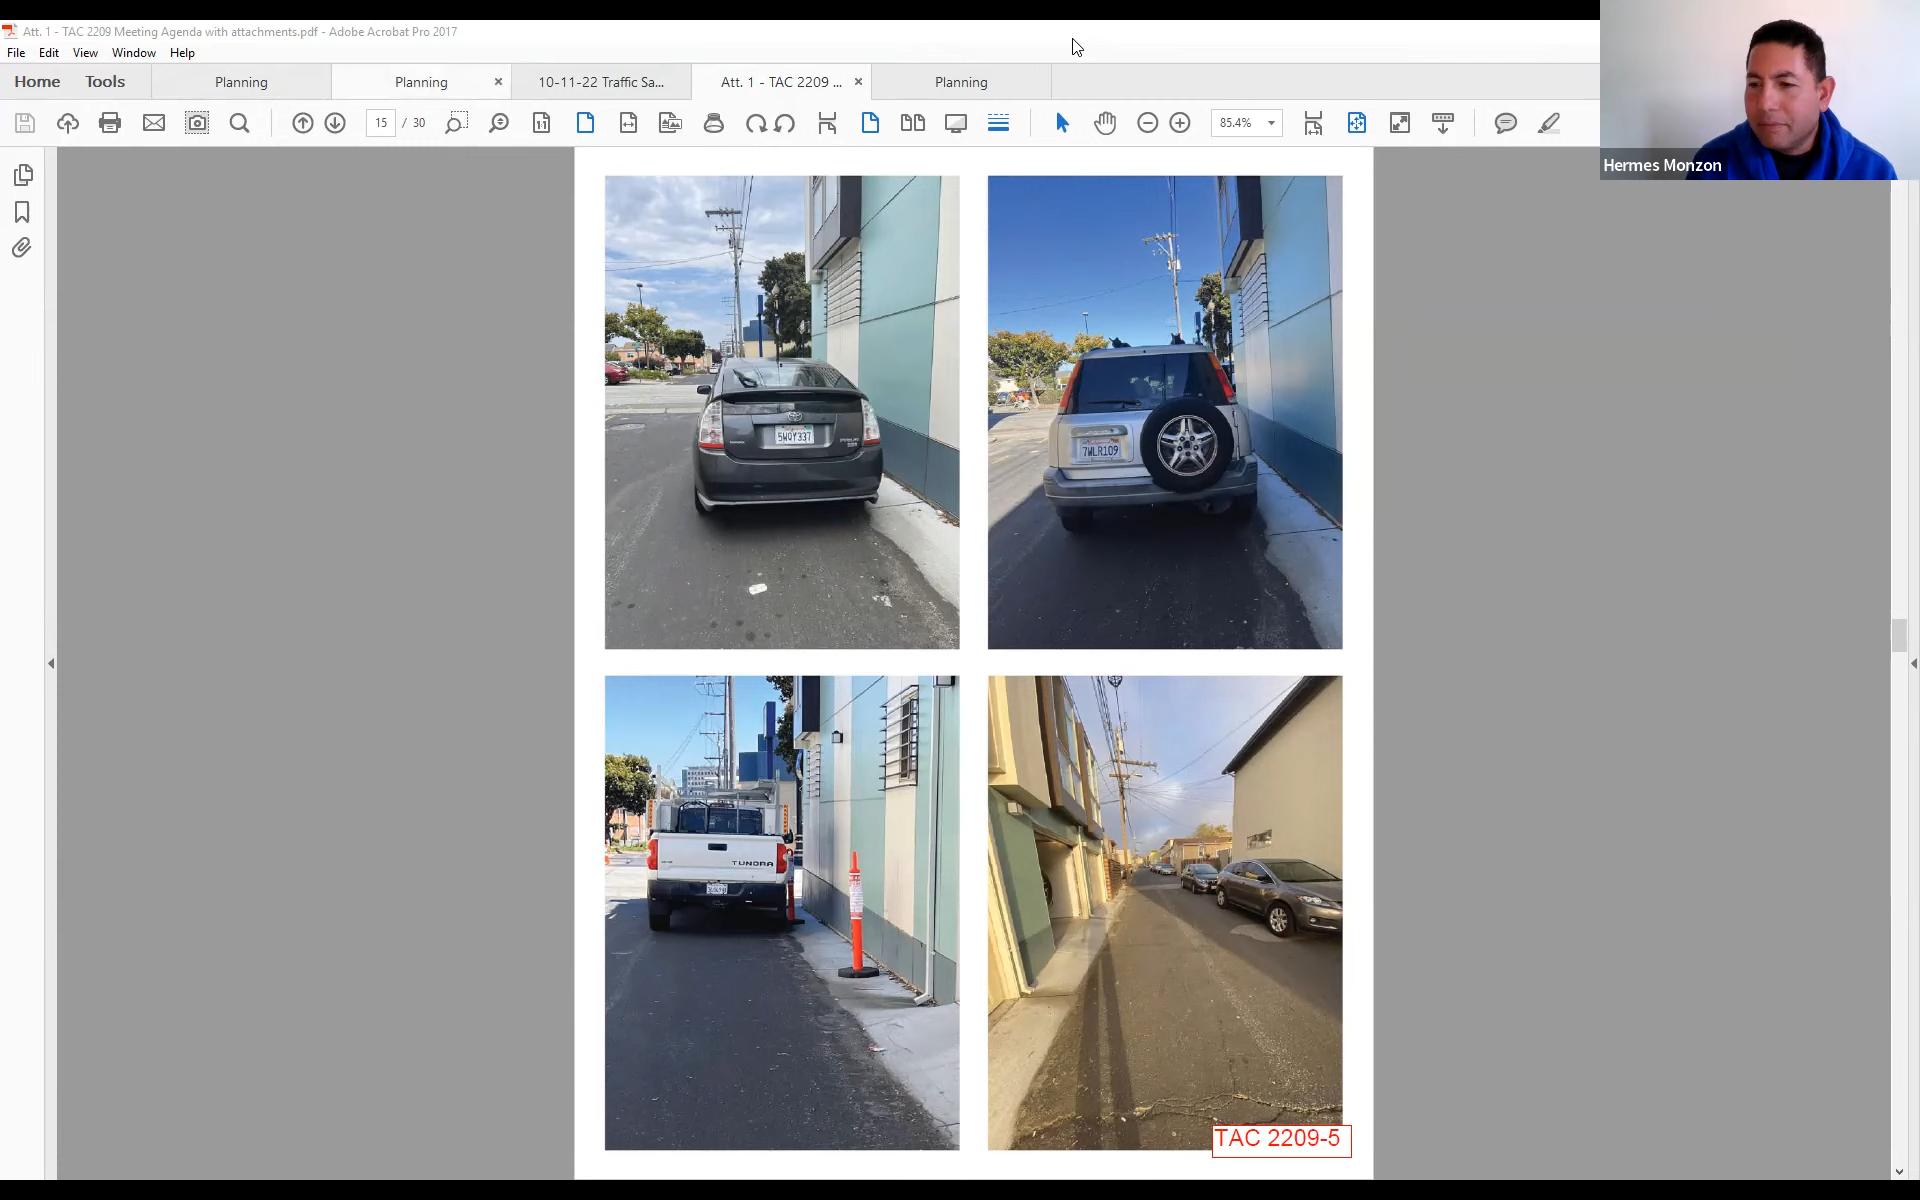 Att. 1 - TAC 2209 Meeting Agenda with attachments.pdf - Adobe Acrobat Pro 2017
File Edit View Window Help
Home Tools Planning Planning × 10-11-22 Traffic Sa... Att. 1 - TAC 2209 ... × Planning
15 / 30 85.4%
Hermes Monzon
5WQY337
7WLR109
TUNDRA
TAC 2209-5